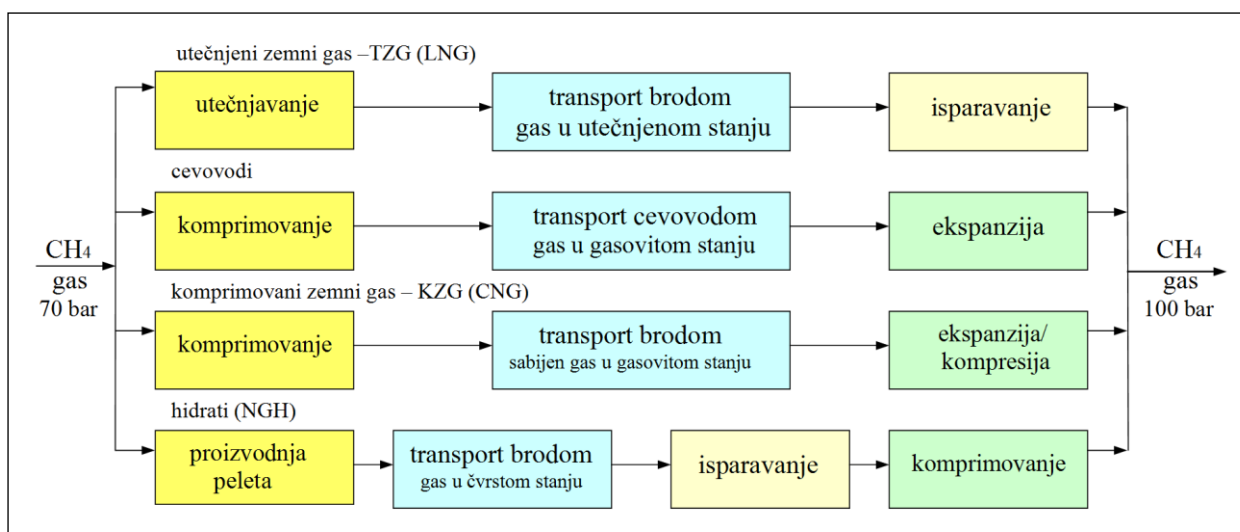 utečnjeni zemni gas –TZG (LNG)
utečnjavanje
transport brodom
gas u utečnjenom stanju
isparavanje
cevovodi
komprimovanje
transport cevovodom
gas u gasovitom stanju
ekspanzija
CH4
gas
70 bar
CH4
gas
100 bar
komprimovani zemni gas – KZG (CNG)
komprimovanje
transport brodom
sabijen gas u gasovitom stanju
ekspanzija/
kompresija
hidrati (NGH)
proizvodnja
peleta
transport brodom
gas u čvrstom stanju
isparavanje
komprimovanje